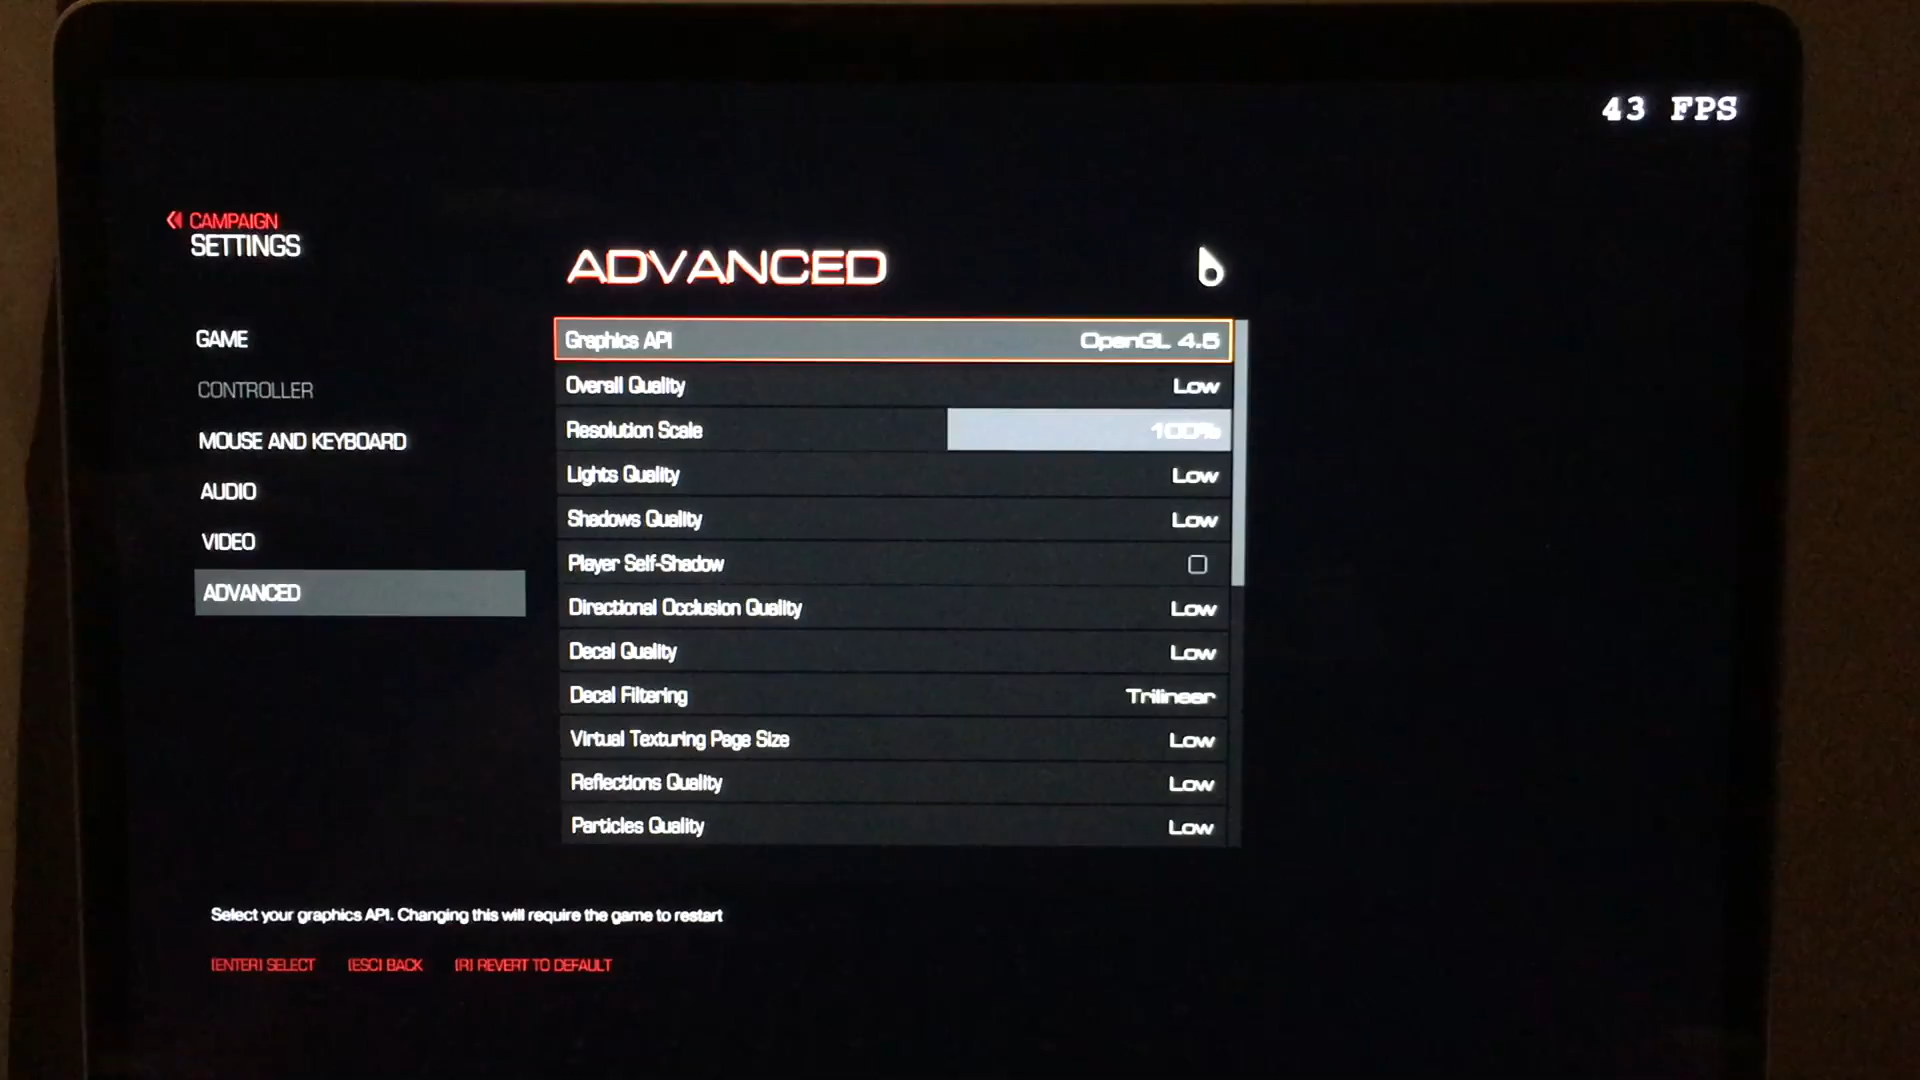 43 FPS
CAMPAIGN
SETTINGS
ADVANCED
GAME
CONTROLLER
MOUSE AND KEYBOARD
AUDIO
VIDEO
ADVANCED
Graphics API OpenGL 4.5
Overall Quality Low
Resolution Scale 100%
Lights Quality Low
Shadows Quality Low
Player Self-Shadow
Directional Occlusion Quality Low
Decal Quality Low
Decal Filtering Trilinear
Virtual Texturing Page Size Low
Reflections Quality Low
Particles Quality Low
Select your graphics API. Changing this will require the game to restart
[ENTER] SELECT [ESC] BACK [R] REVERT TO DEFAULT